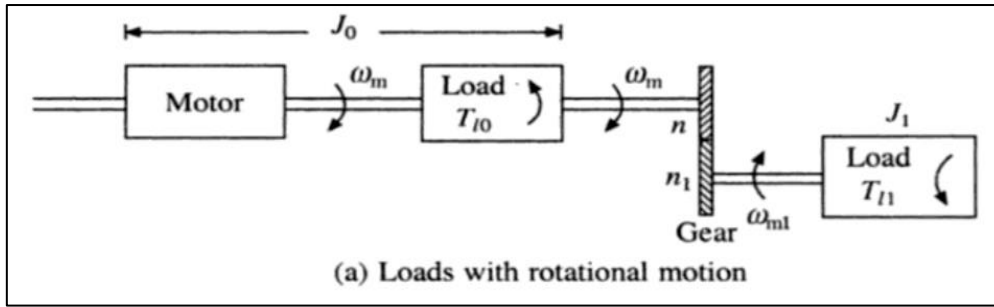 J₀
Motor
ωₘ
Load
Tₗ₀
ωₘ
n
n₁
Gear
ωₘ₁
J₁
Load
Tₗ₁
(a) Loads with rotational motion